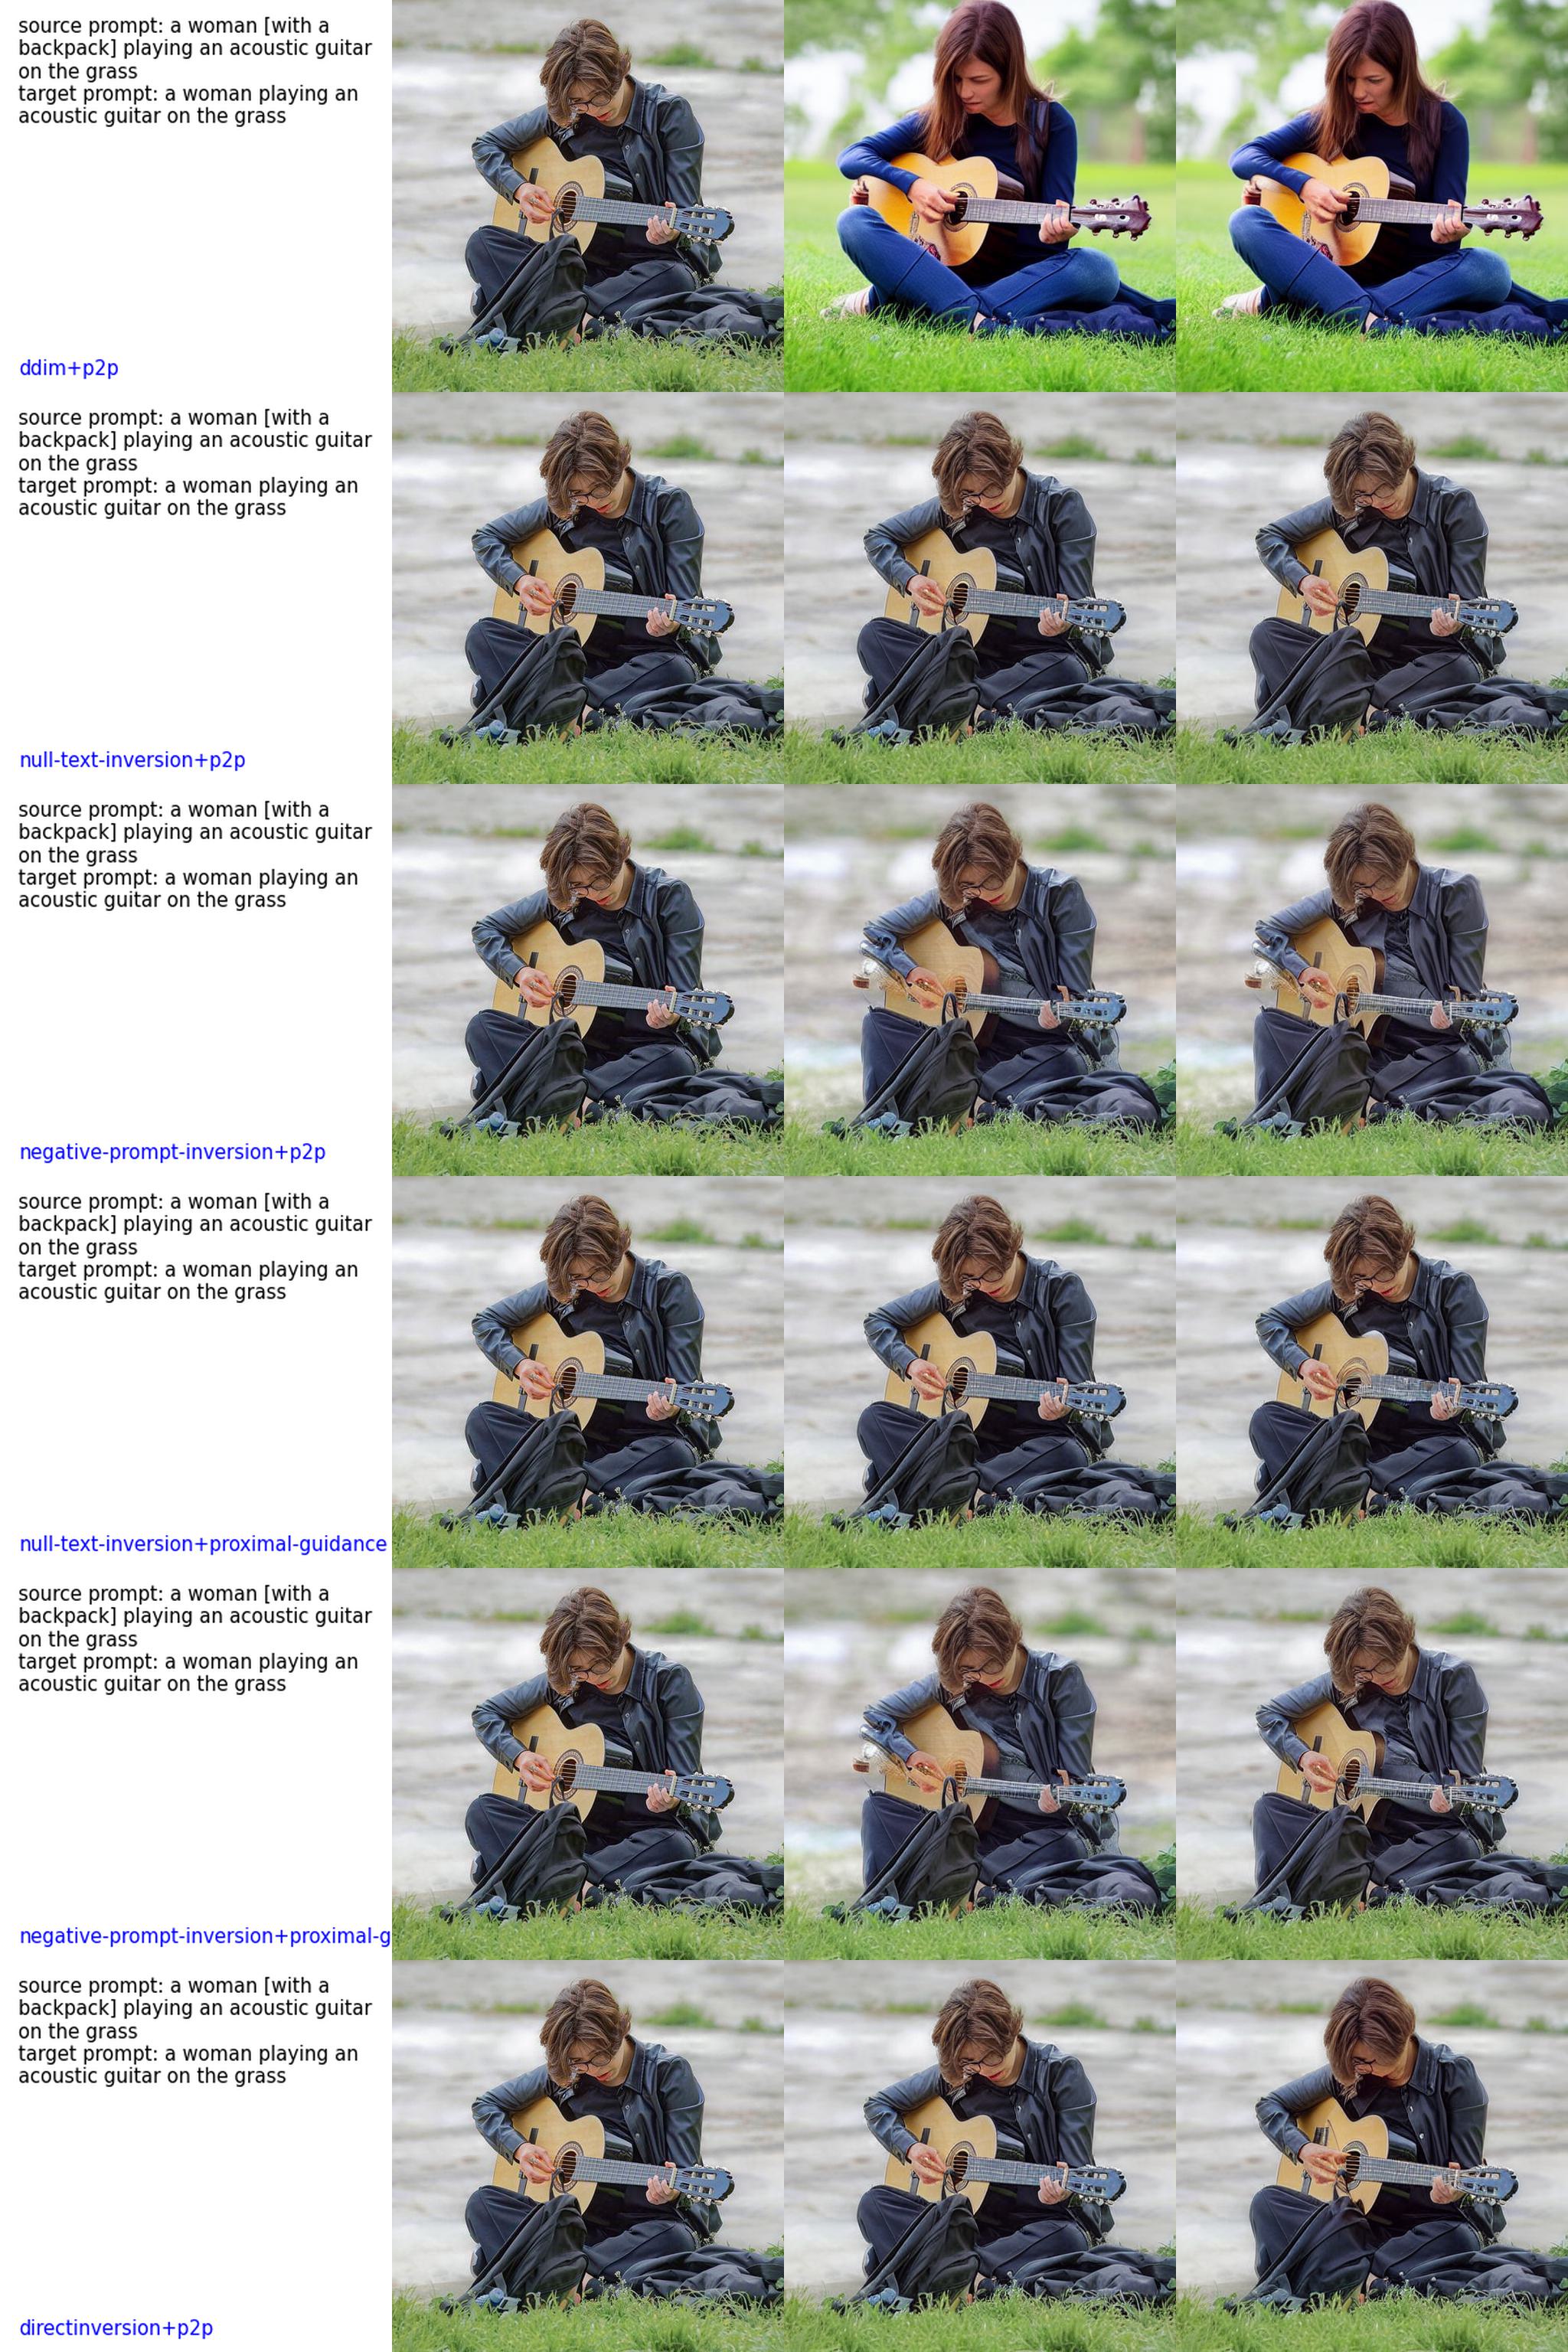 source prompt: a woman [with a
backpack] playing an acoustic guitar
on the grass
target prompt: a woman playing an
acoustic guitar on the grass
ddim+p2p
source prompt: a woman [with a
backpack] playing an acoustic guitar
on the grass
target prompt: a woman playing an
acoustic guitar on the grass
null-text-inversion+p2p
source prompt: a woman [with a
backpack] playing an acoustic guitar
on the grass
target prompt: a woman playing an
acoustic guitar on the grass
negative-prompt-inversion+p2p
source prompt: a woman [with a
backpack] playing an acoustic guitar
on the grass
target prompt: a woman playing an
acoustic guitar on the grass
null-text-inversion+proximal-guidance
source prompt: a woman [with a
backpack] playing an acoustic guitar
on the grass
target prompt: a woman playing an
acoustic guitar on the grass
negative-prompt-inversion+proximal-g
source prompt: a woman [with a
backpack] playing an acoustic guitar
on the grass
target prompt: a woman playing an
acoustic guitar on the grass
directinversion+p2p